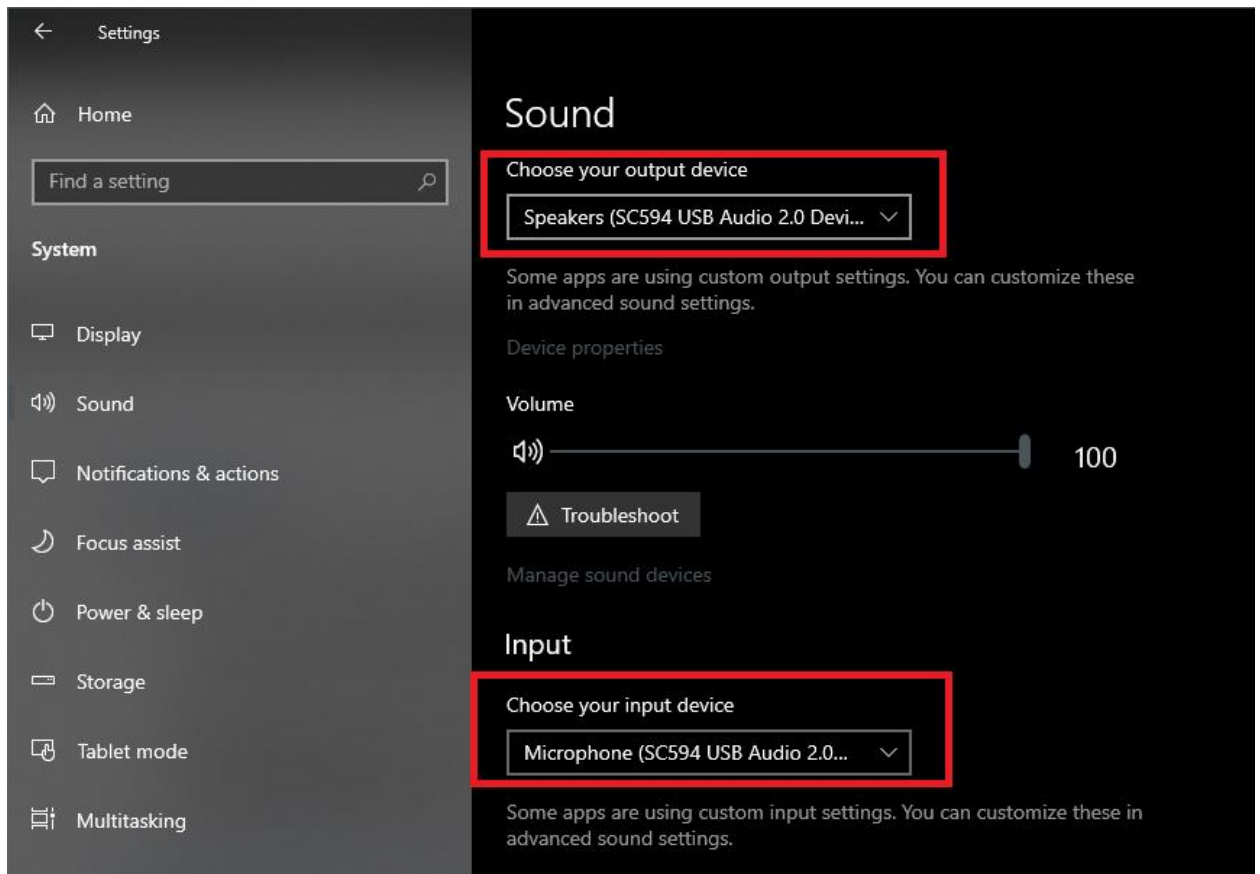 Settings
Home
Find a setting
System
Display
Sound
Notifications & actions
Focus assist
Power & sleep
Storage
Tablet mode
Multitasking
Sound
Choose your output device
Speakers (SC594 USB Audio 2.0 Devi...
Some apps are using custom output settings. You can customize these
in advanced sound settings.
Device properties
Volume
100
Troubleshoot
Manage sound devices
Input
Choose your input device
Microphone (SC594 USB Audio 2.0...
Some apps are using custom input settings. You can customize these in
advanced sound settings.